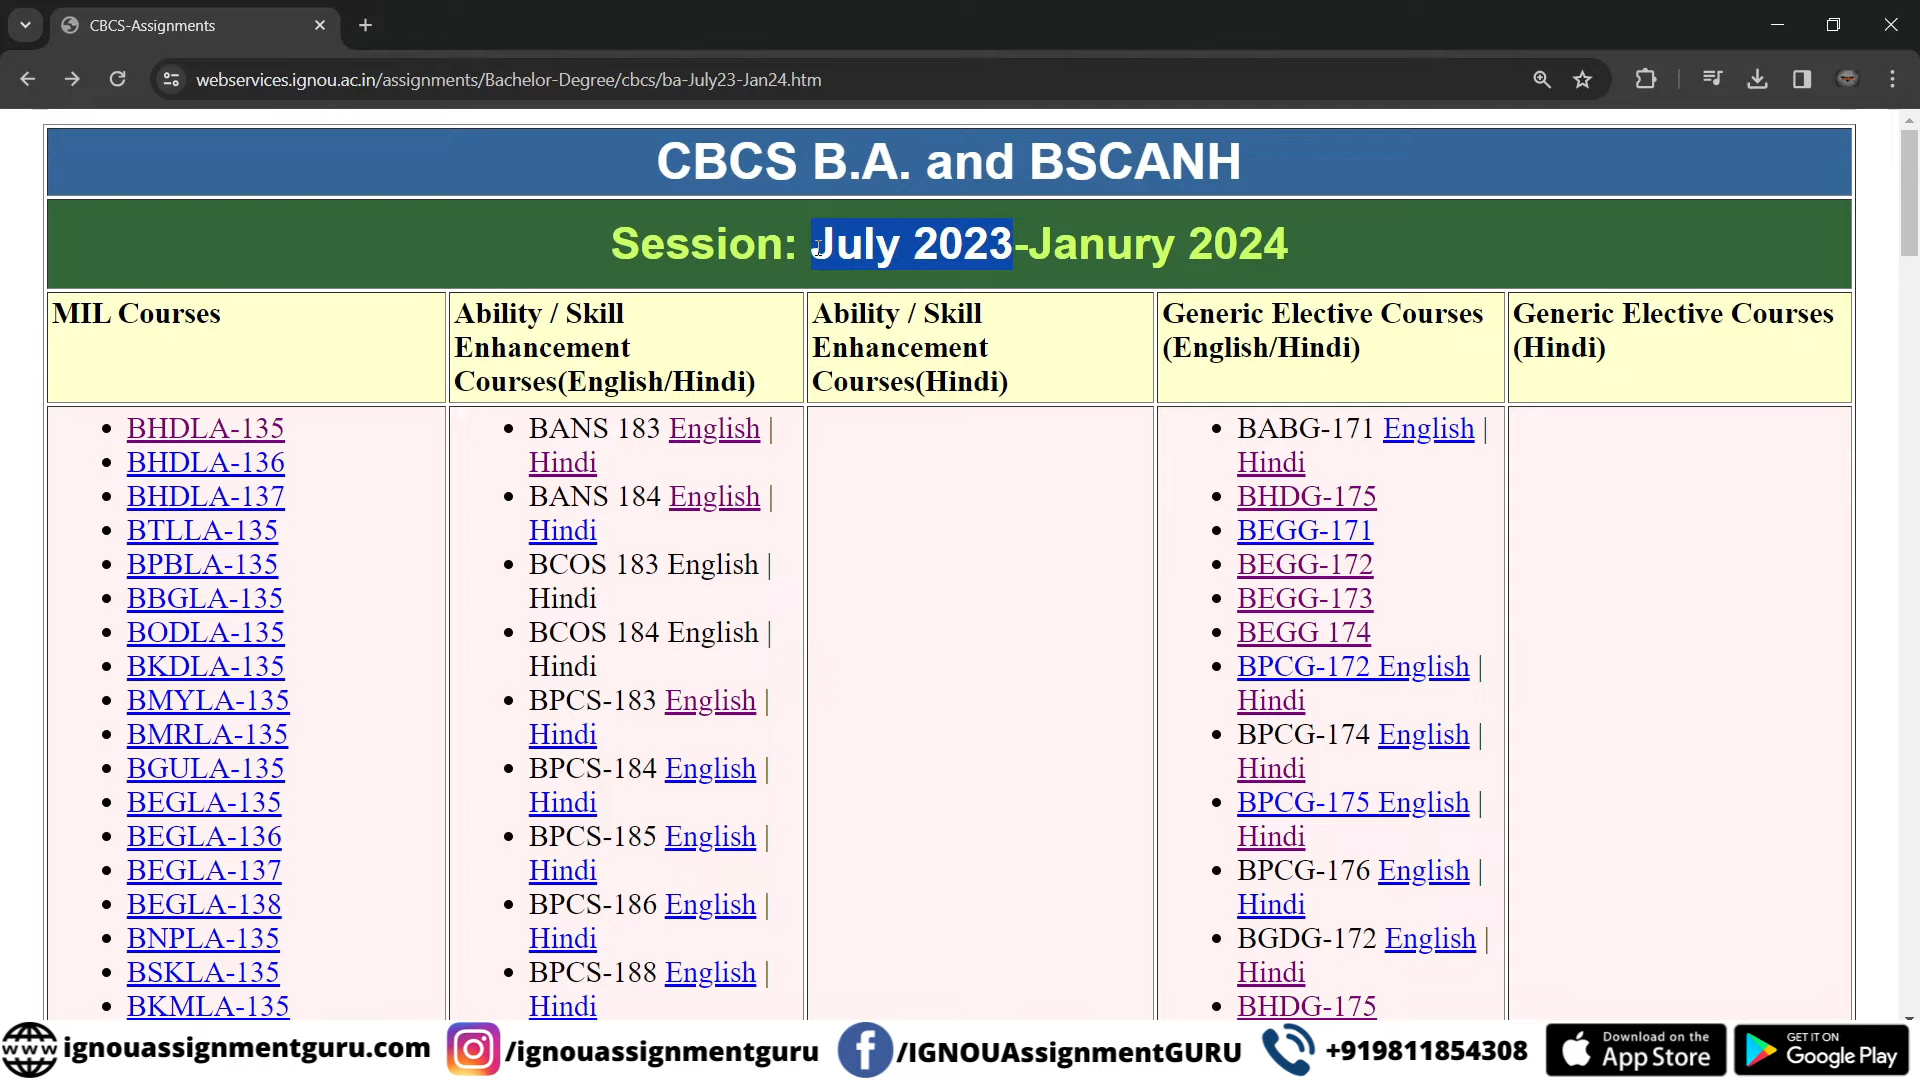 CBCS-Assignments
webservices.ignou.ac.in/assignments/Bachelor-Degree/cbcs/ba-July23-Jan24.htm
CBCS B.A. and BSCANH
Session: July 2023-Janury 2024
MIL Courses
Ability / Skill
Enhancement
Courses(English/Hindi)
Ability / Skill
Enhancement
Courses(Hindi)
Generic Elective Courses
(English/Hindi)
Generic Elective Courses
(Hindi)
BHDLA-135
BHDLA-136
BHDLA-137
BTLLA-135
BPBLA-135
BBGLA-135
BODLA-135
BKDLA-135
BMYLA-135
BMRLA-135
BGULA-135
BEGLA-135
BEGLA-136
BEGLA-137
BEGLA-138
BNPLA-135
BSKLA-135
BKMLA-135
BANS 183 English |
Hindi
BANS 184 English |
Hindi
BCOS 183 English |
Hindi
BCOS 184 English |
Hindi
BPCS-183 English |
Hindi
BPCS-184 English |
Hindi
BPCS-185 English |
Hindi
BPCS-186 English |
Hindi
BPCS-188 English |
Hindi
BABG-171 English |
Hindi
BHDG-175
BEGG-171
BEGG-172
BEGG-173
BEGG 174
BPCG-172 English |
Hindi
BPCG-174 English |
Hindi
BPCG-175 English |
Hindi
BPCG-176 English |
Hindi
BGDG-172 English |
Hindi
BHDG-175
www ignouassignmentguru.com
/ignouassignmentguru
/IGNOUAssignmentGURU
+919811854308
Download on the
App Store
GET IT ON
Google Play